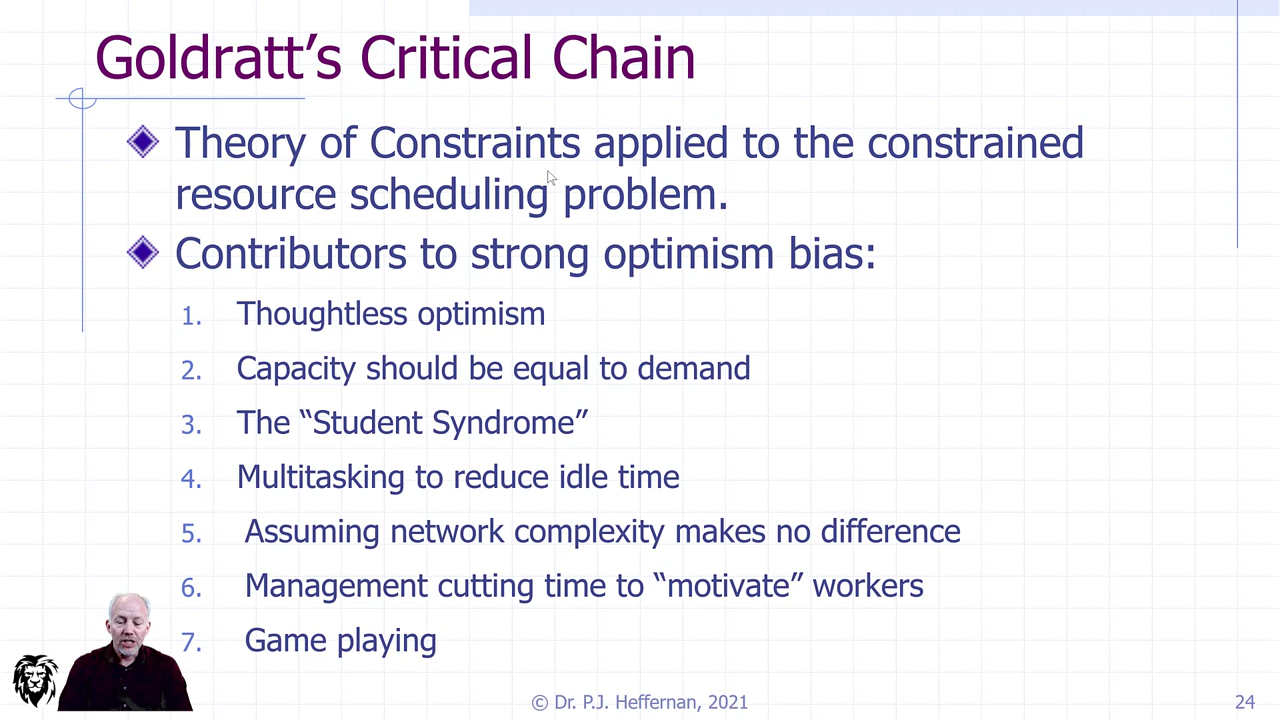 Goldratt’s Critical Chain
Theory of Constraints applied to the constrained
resource scheduling problem.
Contributors to strong optimism bias:
1. Thoughtless optimism
2. Capacity should be equal to demand
3. The “Student Syndrome”
4. Multitasking to reduce idle time
5. Assuming network complexity makes no difference
6. Management cutting time to “motivate” workers
7. Game playing
© Dr. P.J. Heffernan, 2021
24